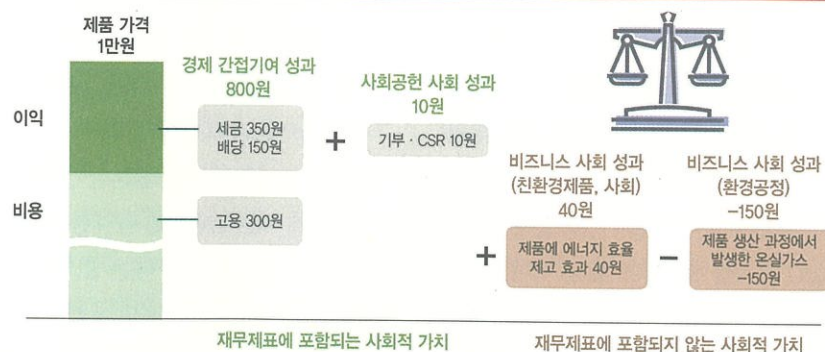 제품 가격
1만원
이익
비용
경제 간접기여 성과
800원
세금 350원
배당 150원
고용 300원
+
사회공헌 사회 성과
10원
기부 · CSR 10원
+
비즈니스 사회 성과
(친환경제품, 사회)
40원
제품에 에너지 효율
제고 효과 40원
−
비즈니스 사회 성과
(환경공정)
−150원
제품 생산 과정에서
발생한 온실가스
−150원
재무제표에 포함되는 사회적 가치
재무제표에 포함되지 않는 사회적 가치